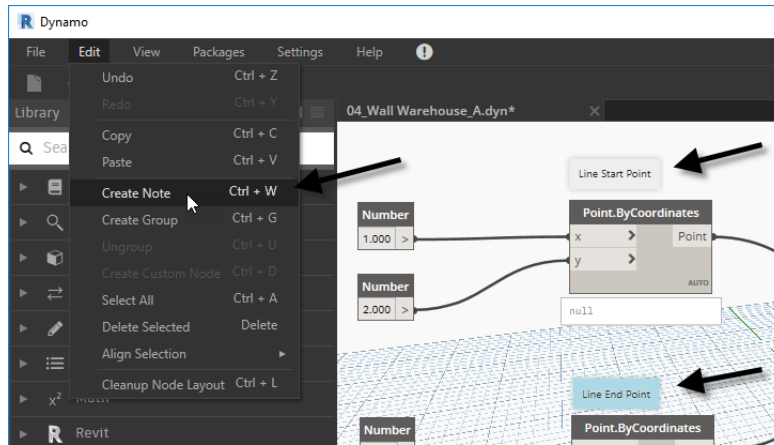 Dynamo
File Edit View Packages Settings Help
Undo Ctrl + Z
Redo Ctrl + Y
Library
04_Wall Warehouse_A.dyn*
Copy Ctrl + C
Sea
Paste Ctrl + V
Create Note Ctrl + W
Create Group Ctrl + G
Ungroup Ctrl + U
Create Custom Node Ctrl + D
Select All Ctrl + A
Delete Selected Delete
Align Selection
Cleanup Node Layout Ctrl + L
x² Math
R Revit
Line Start Point
Number
1.000 >
Point.ByCoordinates
x > Point
y >
AUTO
Number
2.000 >
null
Line End Point
Number
Point.ByCoordinates